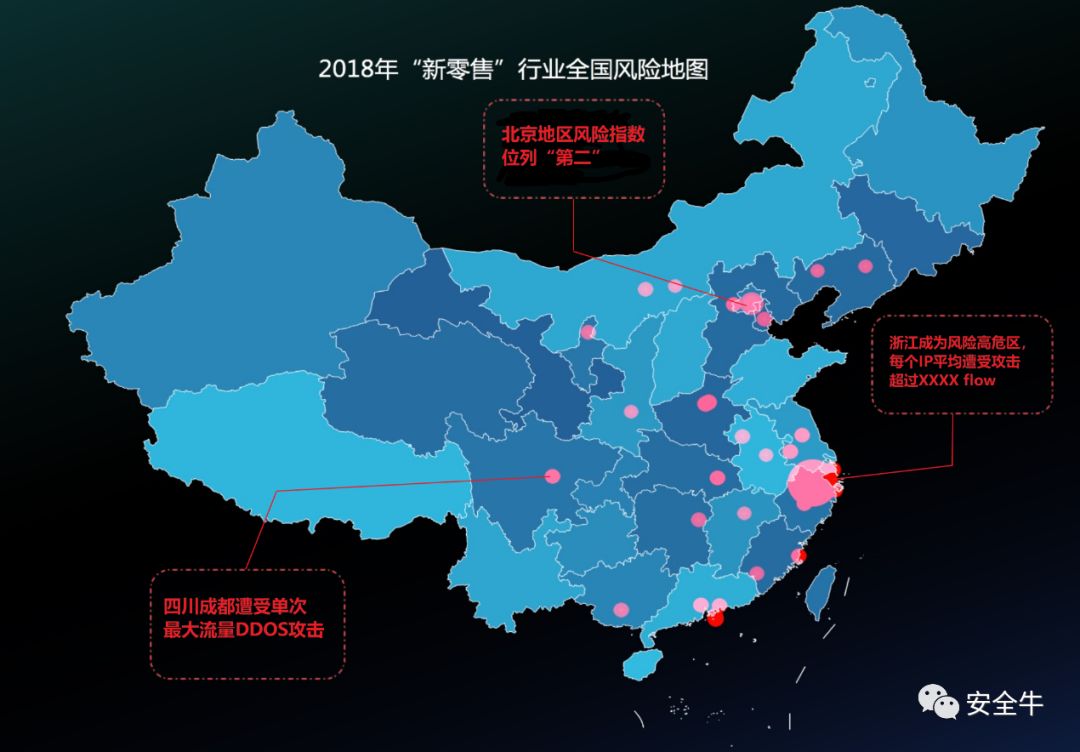 2018年“新零售”行业全国风险地图
北京地区风险指数
位列“第二”
浙江成为风险高危区，
每个IP平均遭受攻击
超过XXXX flow
四川成都遭受单次
最大流量DDOS攻击
安全牛